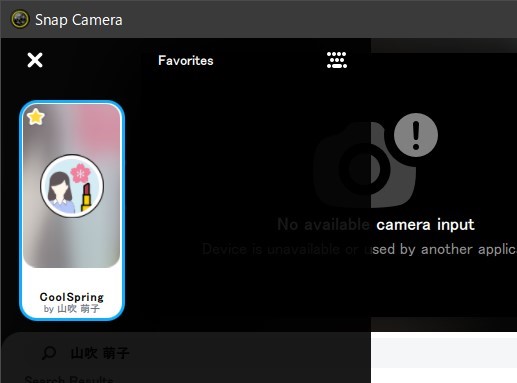 Snap Camera
Favorites
No available camera input
Device is unavailable or used by another applic
CoolSpring
by 山吹 萌子
山吹 萌子
Search Results